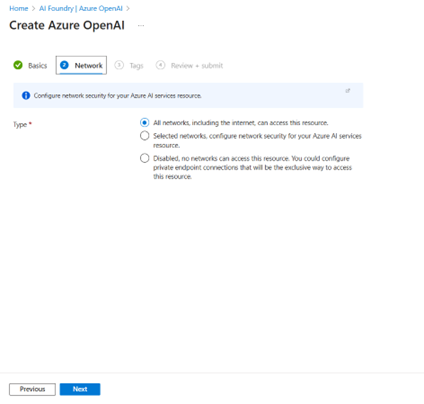 Home > AI Foundry | Azure OpenAI >
Create Azure OpenAI ...
Basics 2 Network 3 Tags 4 Review + submit
Configure network security for your Azure AI services resource.
Type * All networks, including the internet, can access this resource.
Selected networks, configure network security for your Azure AI services
resource.
Disabled, no networks can access this resource. You could configure
private endpoint connections that will be the exclusive way to access
this resource.
Previous Next